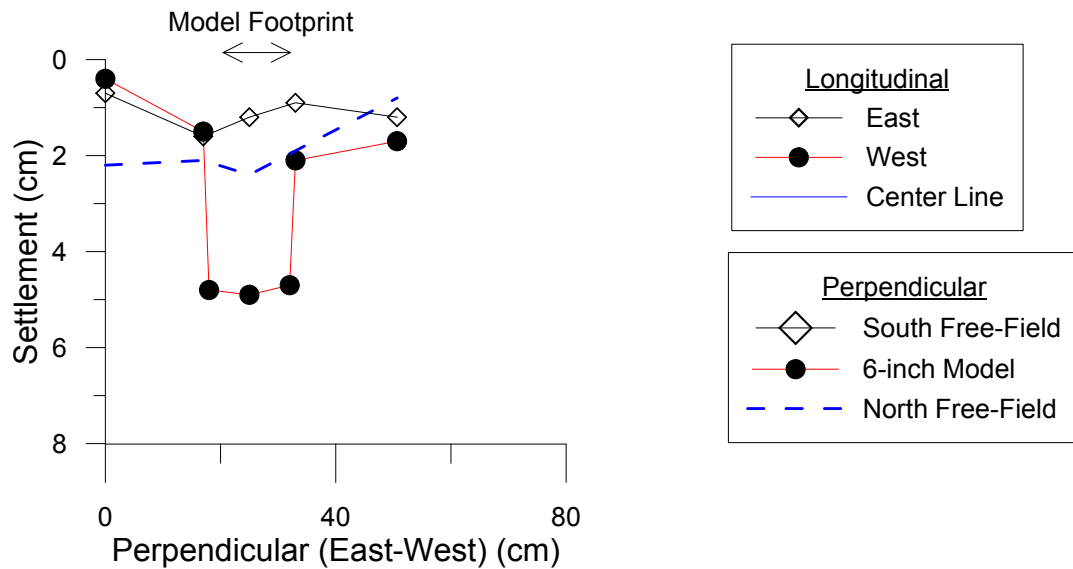 Model Footprint
0
2
4
6
8
Settlement (cm)
0
40
80
Perpendicular (East-West) (cm)
Longitudinal
East
West
Center Line
Perpendicular
South Free-Field
6-inch Model
North Free-Field